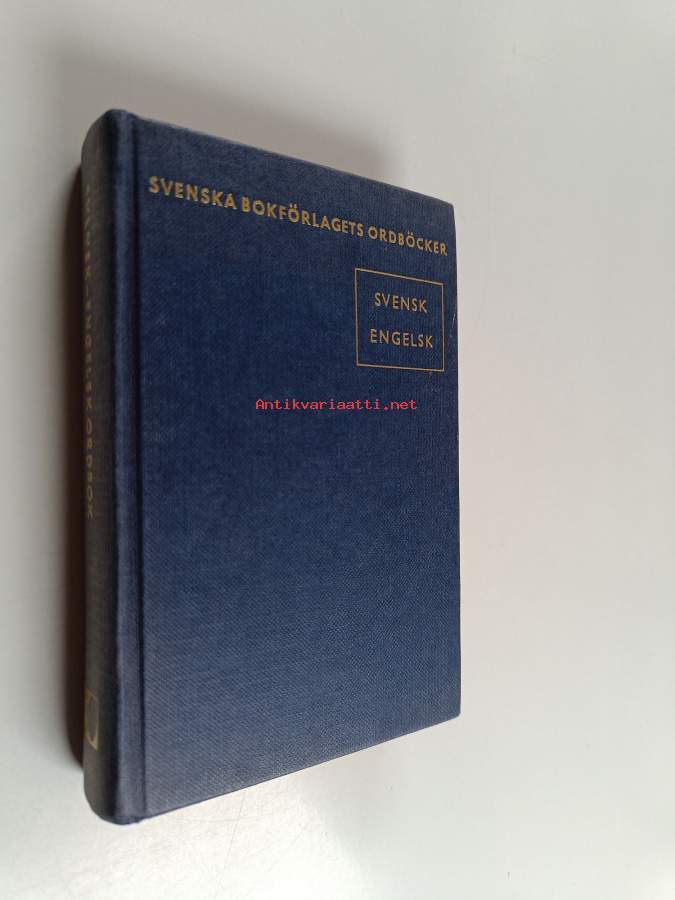 SVENSKA BOKFÖRLAGETS ORDBÖCKER
SVENSK
ENGELSK
Antikvariaatti.net
SVENSK-ENGELSK ORDBOK